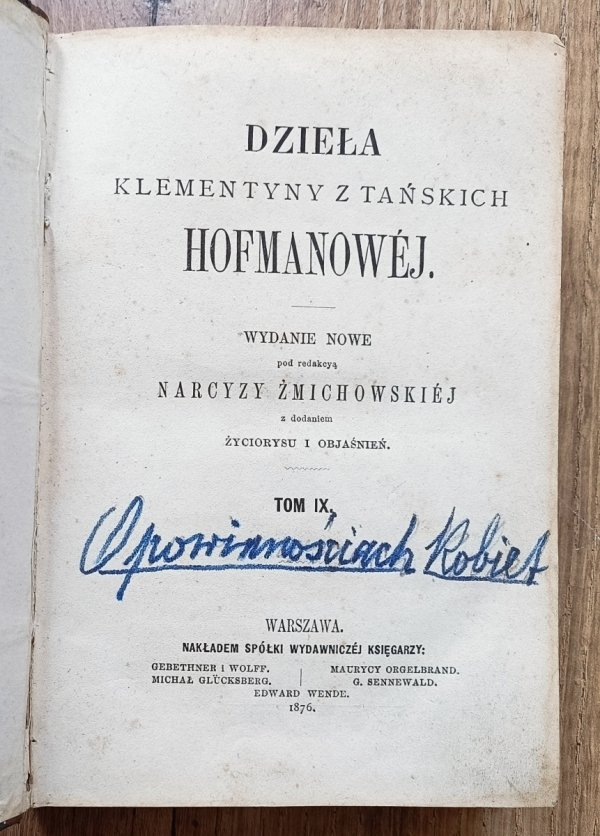 DZIEŁA
KLEMENTYNY Z TAŃSKICH
HOFMANOWÉJ.
WYDANIE NOWE
pod redakcyą
NARCYZY ŻMICHOWSKIÉJ
z dodaniem
ŻYCIORYSU I OBJAŚNIEŃ.
TOM IX.
O powinnościach Kobiet
WARSZAWA.
NAKŁADEM SPÓŁKI WYDAWNICZÉJ KSIĘGARZY:
GEBETHNER i WOLFF. MAURYCY ORGELBRAND.
MICHAŁ GLÜCKSBERG. G. SENNEWALD.
EDWARD WENDE.
1876.